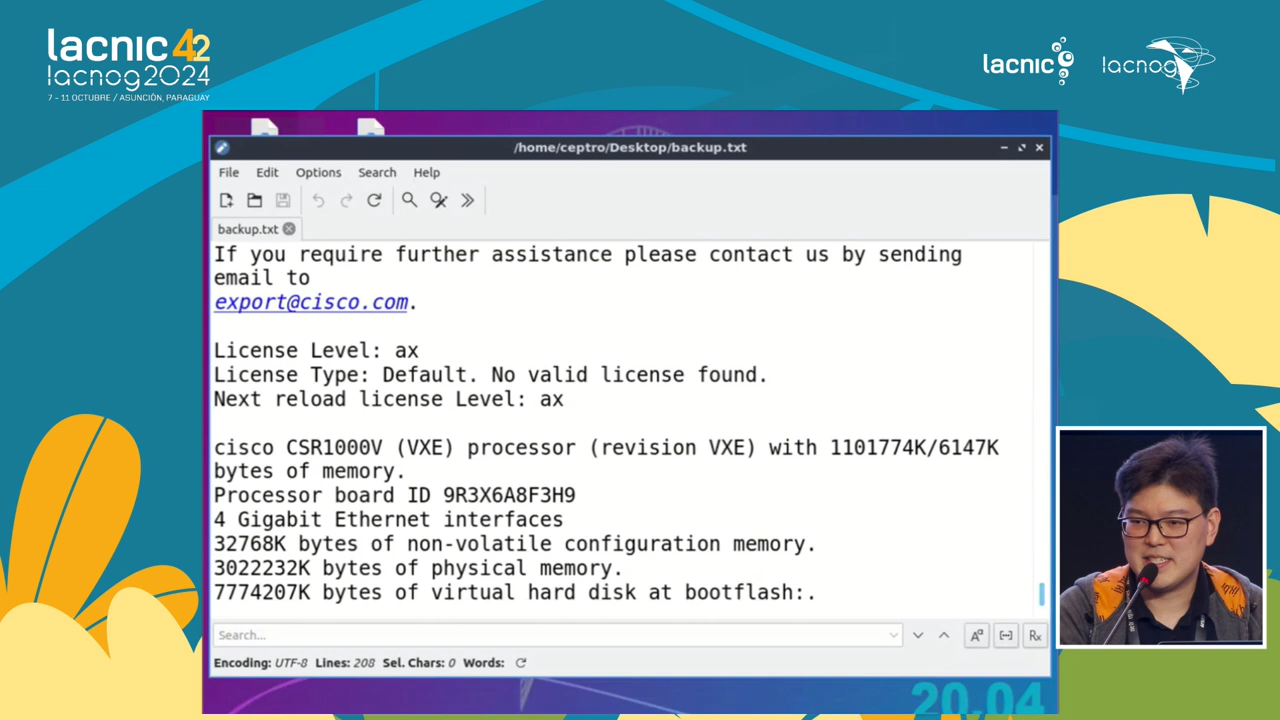 lacnic 42
lacnog2024
7 - 11 OCTUBRE / ASUNCIÓN, PARAGUAY
lacnic
lacnog
/home/ceptro/Desktop/backup.txt
File Edit Options Search Help
backup.txt
If you require further assistance please contact us by sending
email to
export@cisco.com.
License Level: ax
License Type: Default. No valid license found.
Next reload license Level: ax
cisco CSR1000V (VXE) processor (revision VXE) with 1101774K/6147K
bytes of memory.
Processor board ID 9R3X6A8F3H9
4 Gigabit Ethernet interfaces
32768K bytes of non-volatile configuration memory.
3022232K bytes of physical memory.
7774207K bytes of virtual hard disk at bootflash:.
Search...
Encoding: UTF-8 Lines: 208 Sel. Chars: 0 Words:
20.04